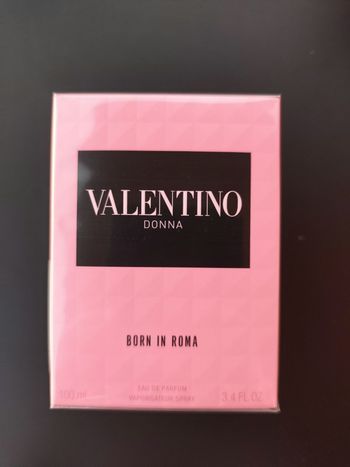 VALENTINO
DONNA
BORN IN ROMA
EAU DE PARFUM
100 ml VAPORISATEUR SPRAY 3.4 FL OZ